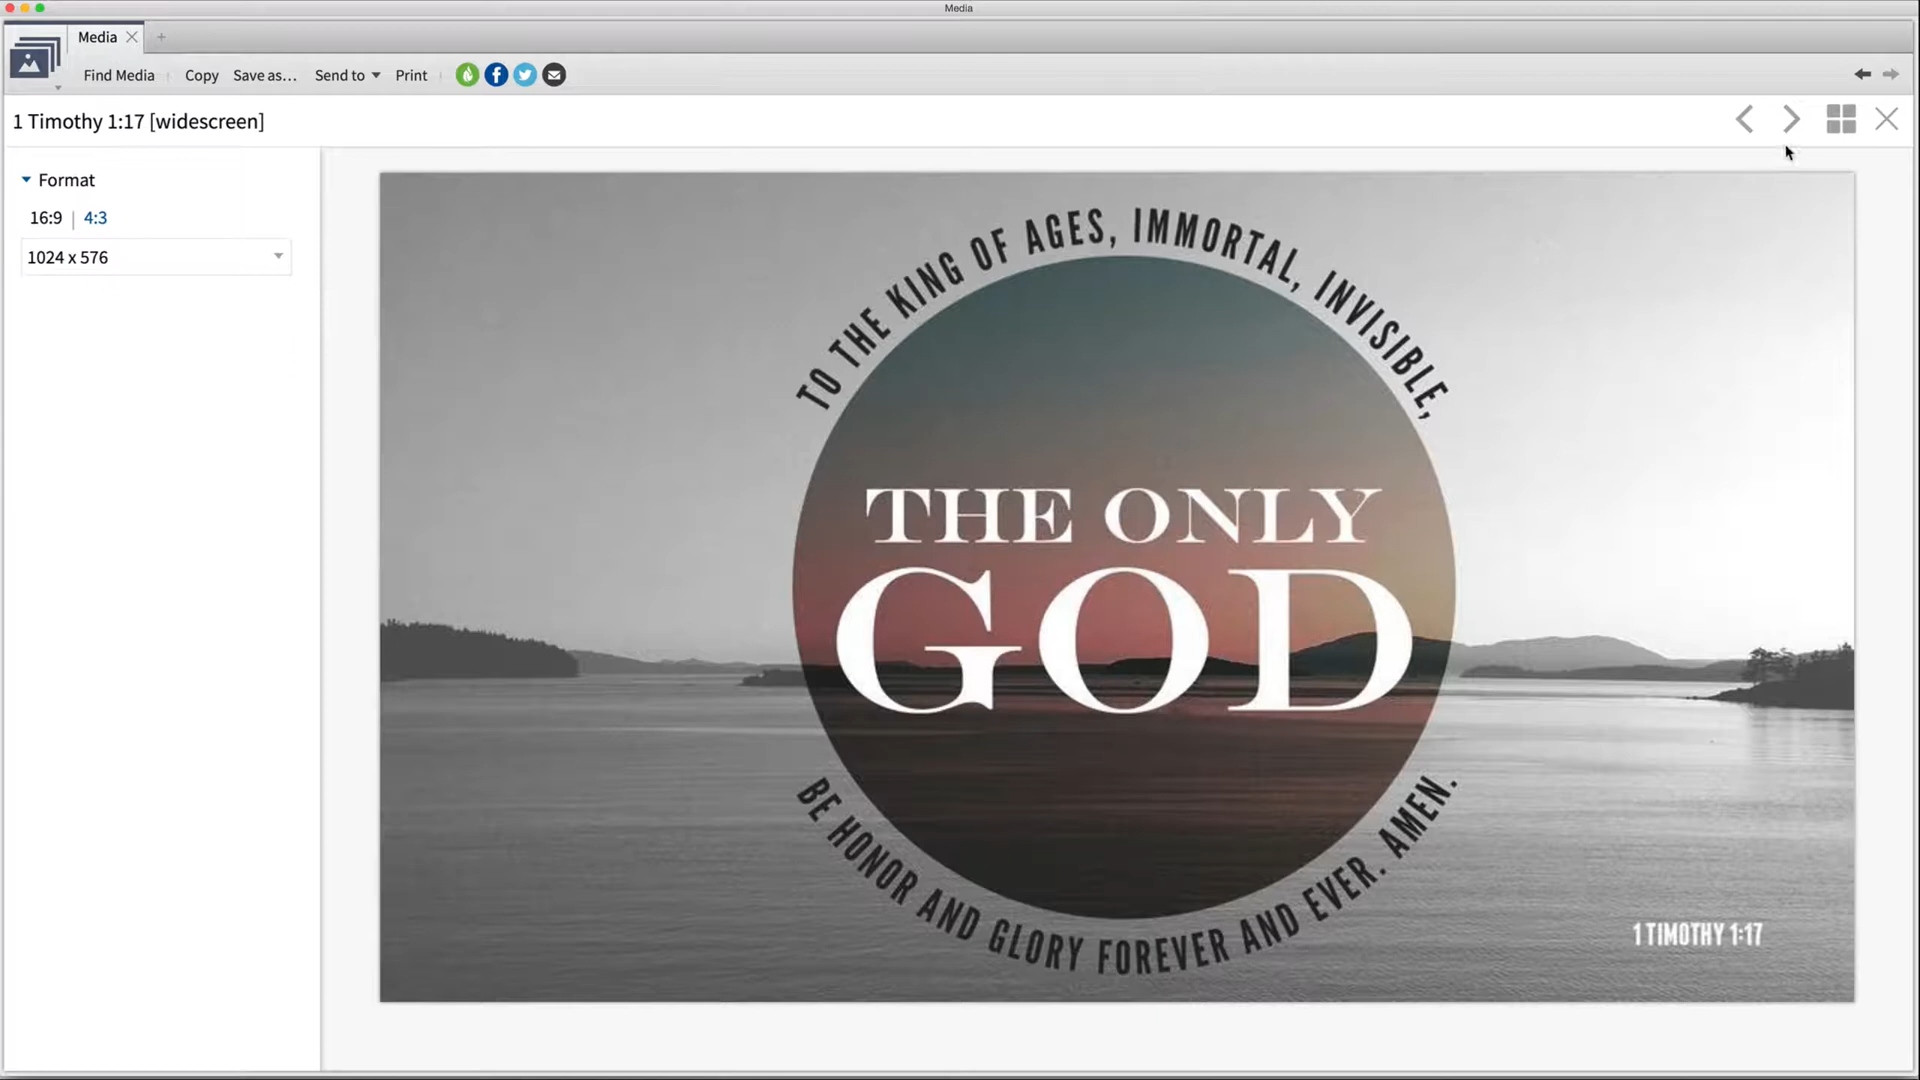 Media
Media
Find Media
Copy
Save as...
Send to
Print
1 Timothy 1:17 [widescreen]
Format
16:9 | 4:3
1024 x 576
TO THE KING OF AGES, IMMORTAL, INVISIBLE,
THE ONLY
GOD
BE HONOR AND GLORY FOREVER AND EVER. AMEN.
1 TIMOTHY 1:17